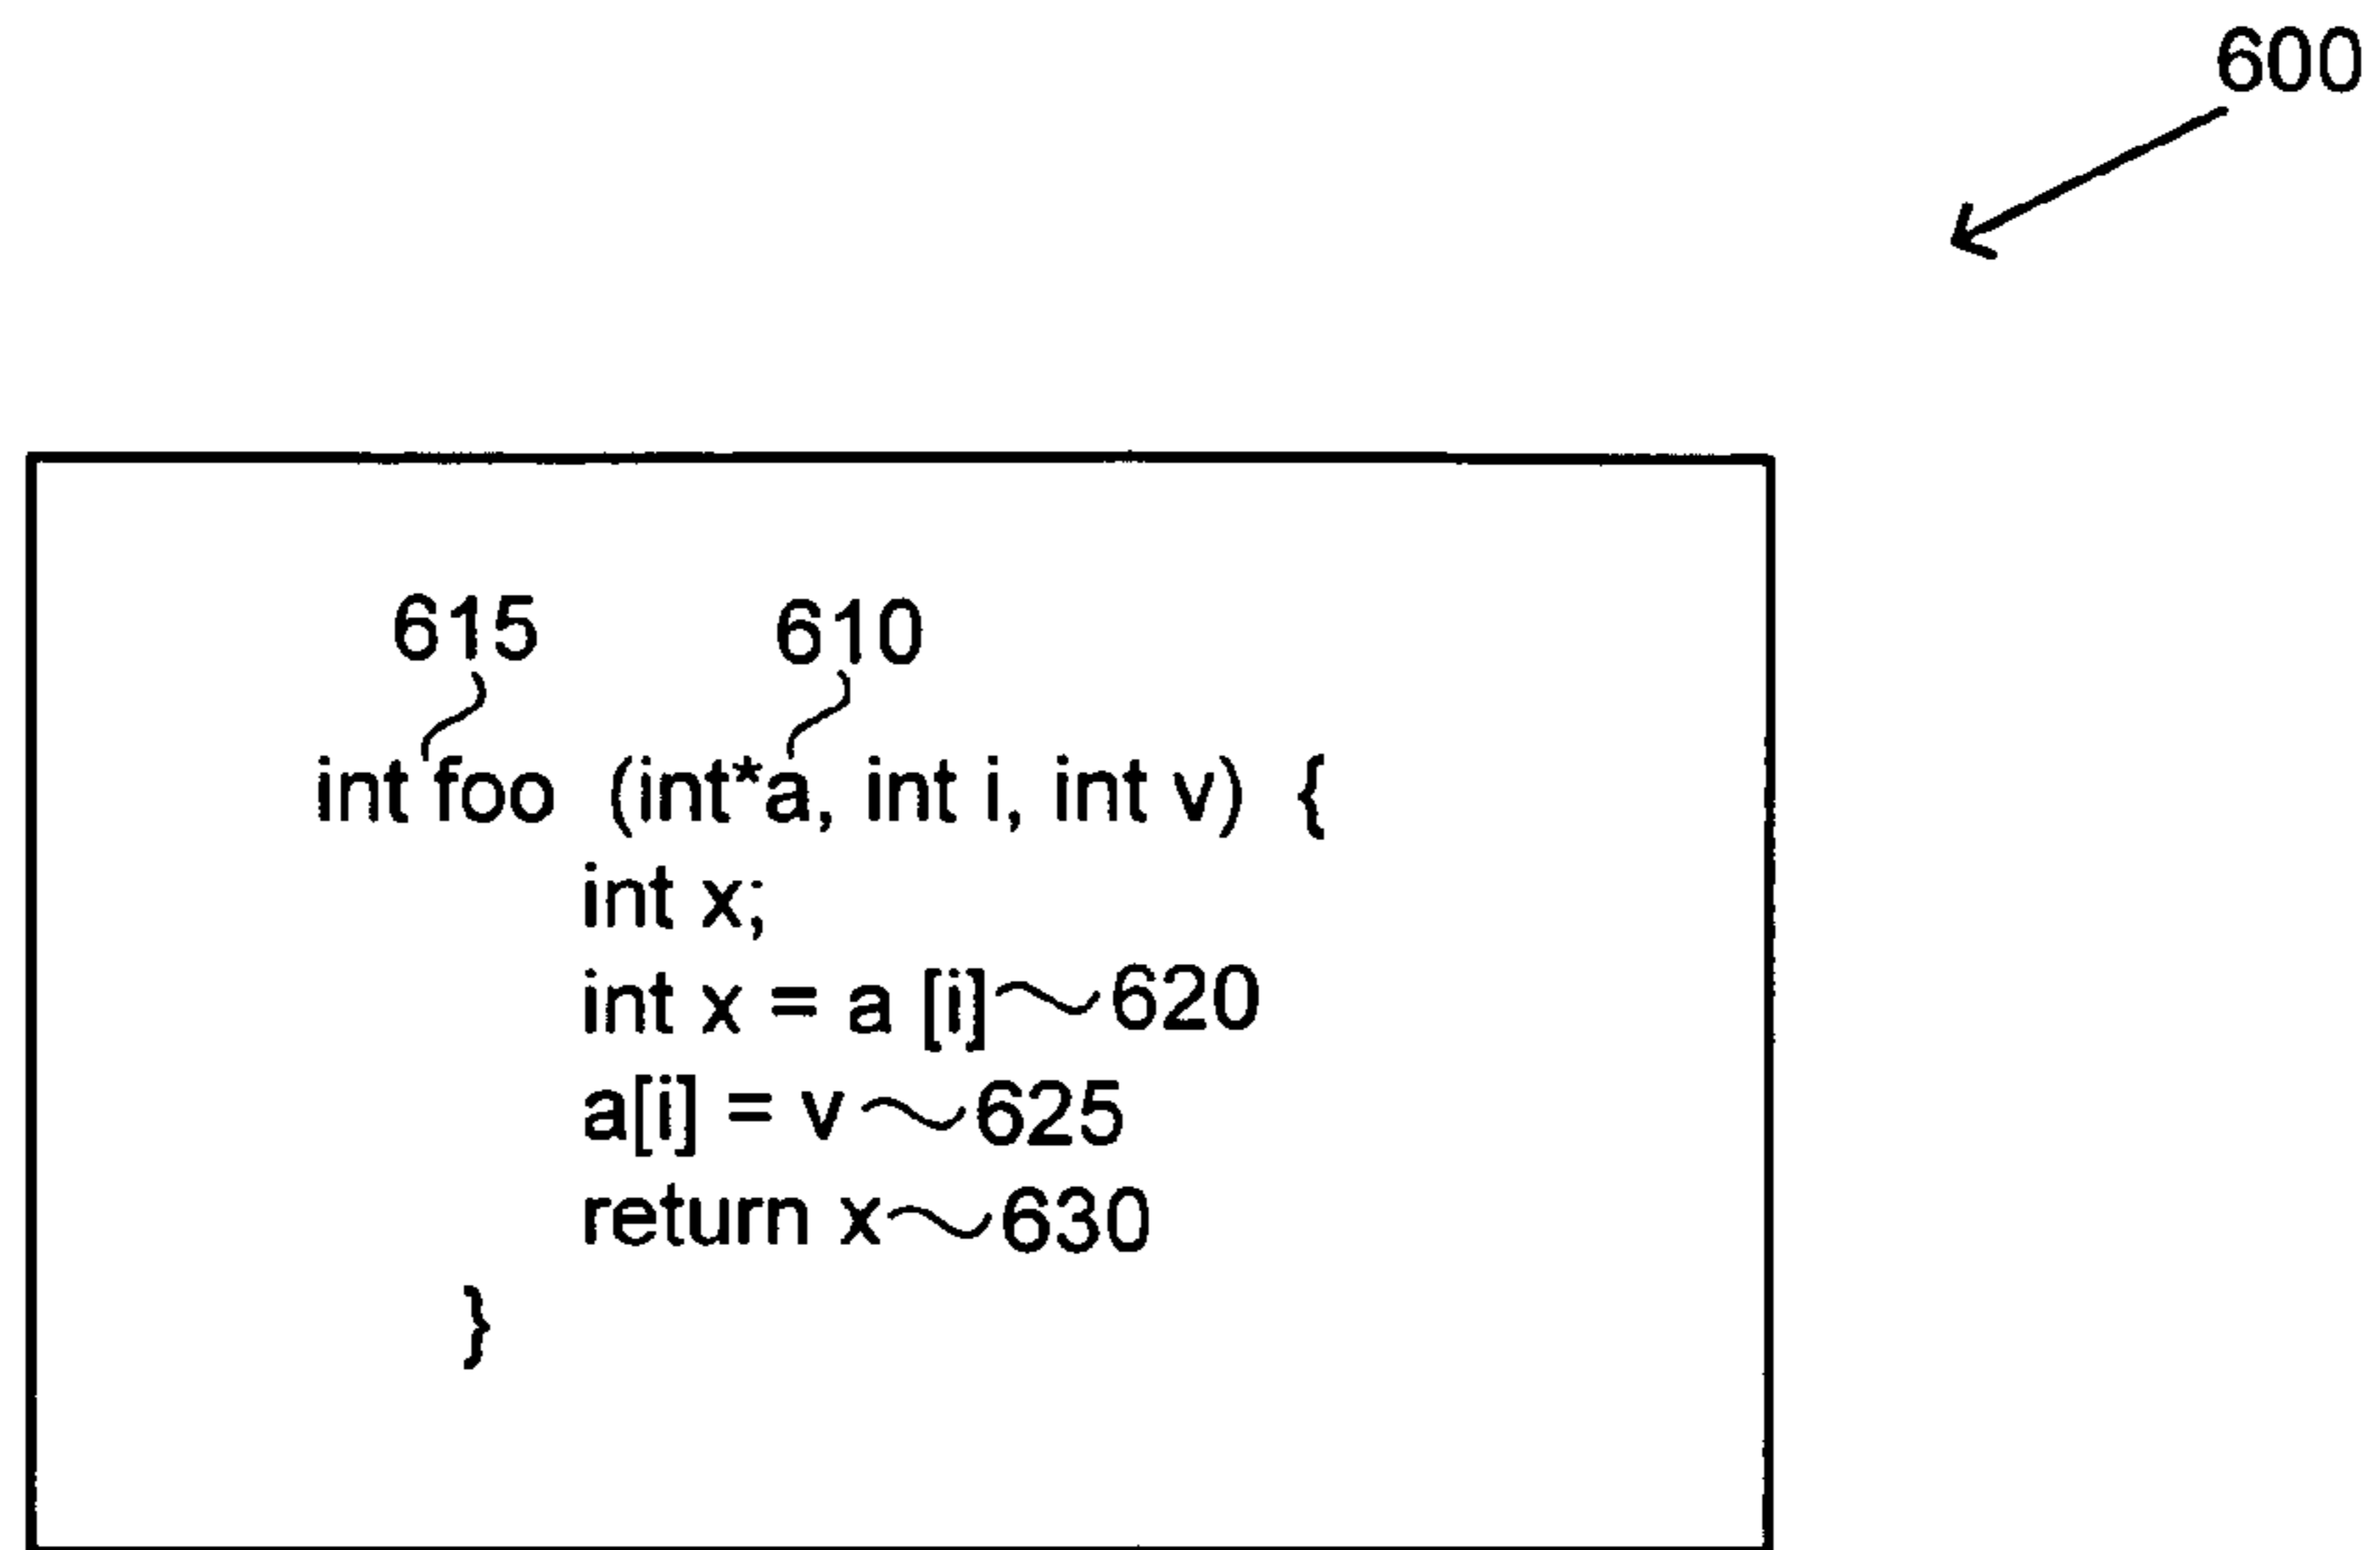 600
615 610
int foo (int*a, int i, int v) {
int x;
int x = a [i] 620
a[i] = v 625
return x 630
}